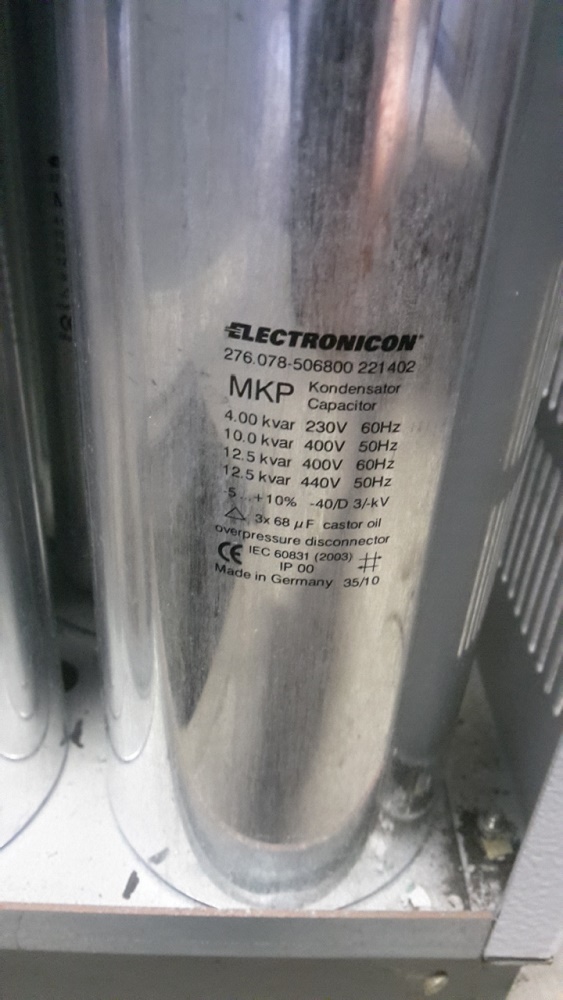 ELECTRONICON
276.078-506800 221402
MKP Kondensator
Capacitor
4.00 kvar 230V 60Hz
10.0 kvar 400V 50Hz
12.5 kvar 400V 60Hz
12.5 kvar 440V 50Hz
-5...+10% -40/D 3/-kV
3x 68 µF castor oil
overpressure disconnector
CE IEC 60831 (2003)
IP 00
Made in Germany 35/10